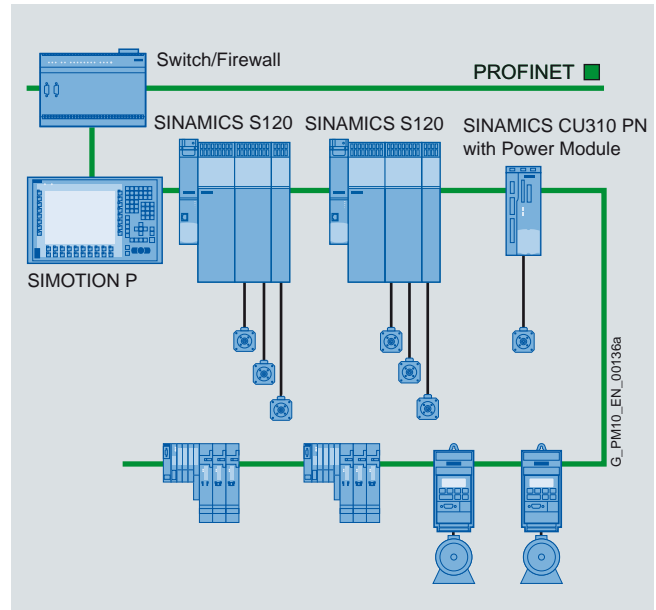 Switch/Firewall
PROFINET
SINAMICS S120
SINAMICS S120
SINAMICS CU310 PN
with Power Module
SIMOTION P
G_PM10_EN_00136a